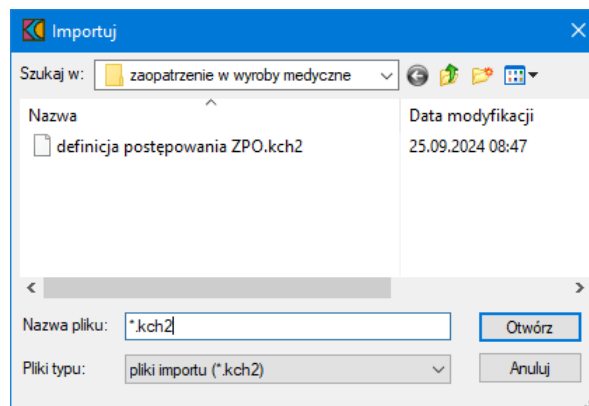 Importuj
Szukaj w: zaopatrzenie w wyroby medyczne
Nazwa Data modyfikacji
definicja postępowania ZPO.kch2 25.09.2024 08:47
Nazwa pliku: *.kch2 Otwórz
Pliki typu: pliki importu (*.kch2) Anuluj